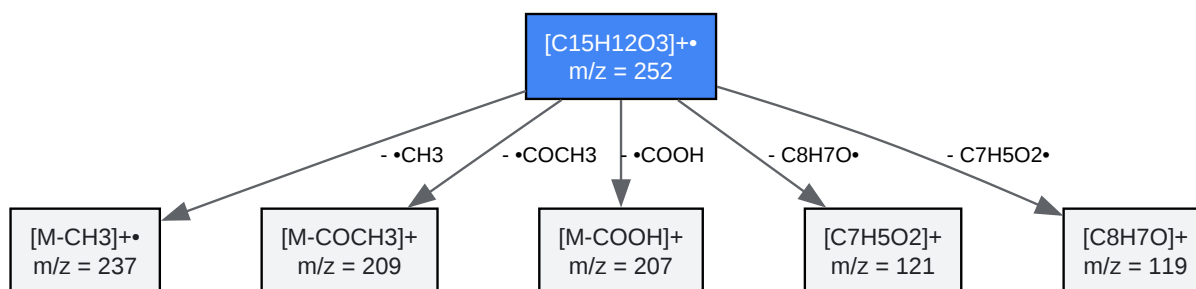 [C15H12O3]+•
m/z = 252
- •CH3
- •COCH3
- •COOH
- C8H7O•
- C7H5O2•
[M-CH3]+•
m/z = 237
[M-COCH3]+
m/z = 209
[M-COOH]+
m/z = 207
[C7H5O2]+
m/z = 121
[C8H7O]+
m/z = 119